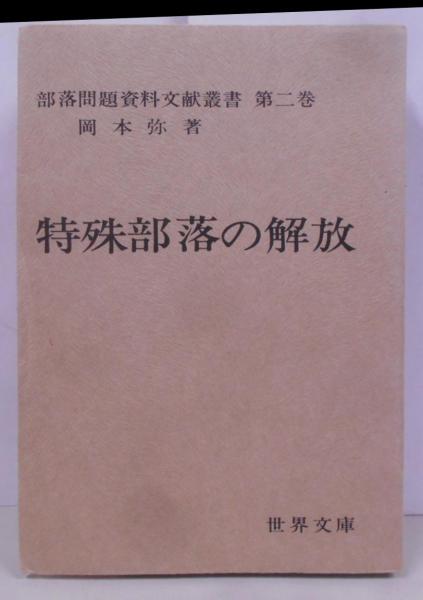 部落問題資料文献叢書 第二巻
岡本弥著
特殊部落の解放
世界文庫